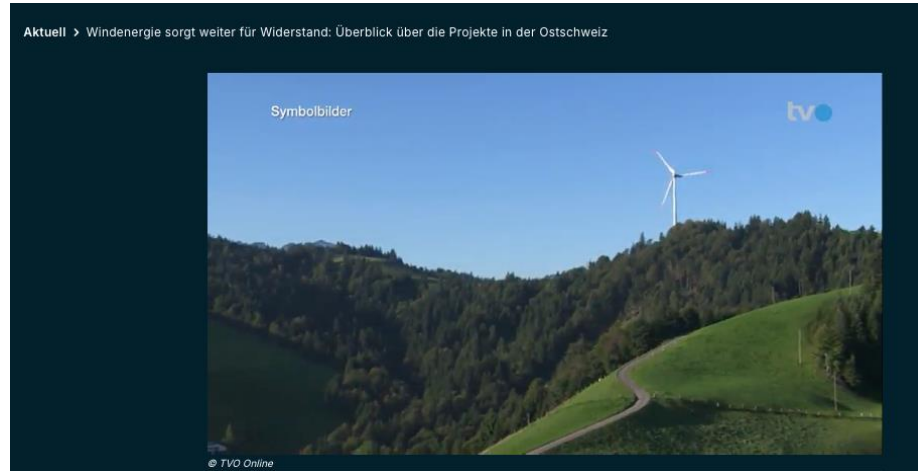 Aktuell > Windenergie sorgt weiter für Widerstand: Überblick über die Projekte in der Ostschweiz
Symbolbilder
tvo
© TVO Online